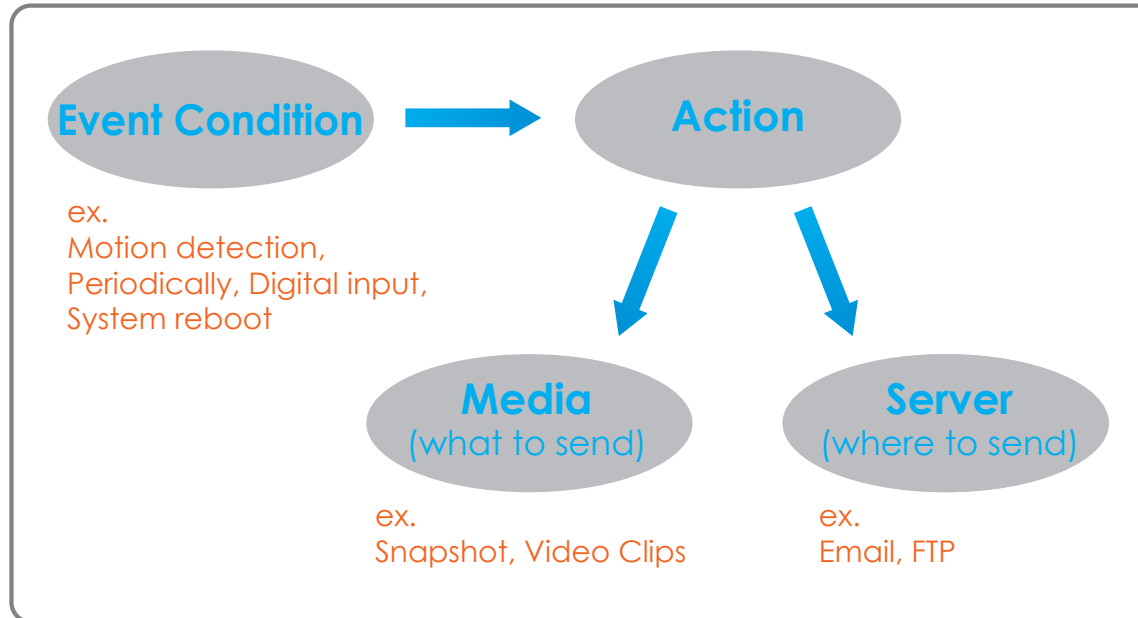 Event Condition
Action
ex.
Motion detection,
Periodically, Digital input,
System reboot
Media
(what to send)
Server
(where to send)
ex.
Snapshot, Video Clips
ex.
Email, FTP